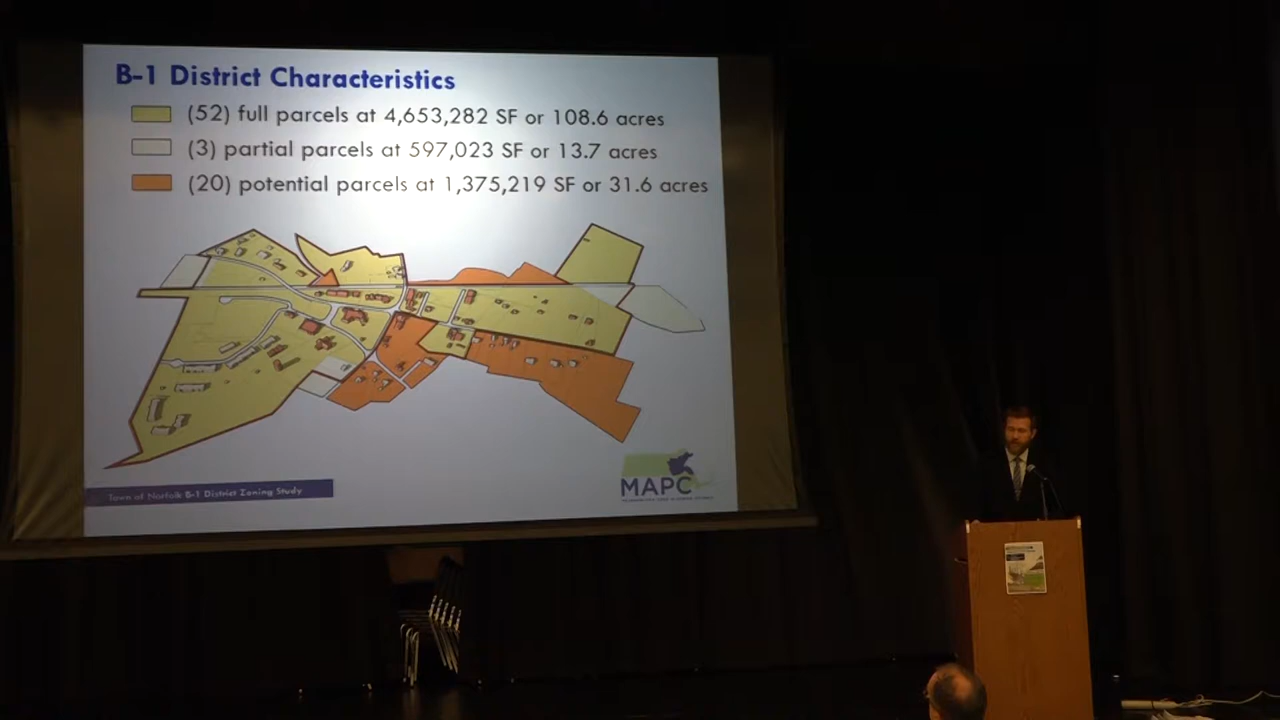 B-1 District Characteristics
(52) full parcels at 4,653,282 SF or 108.6 acres
(3) partial parcels at 597,023 SF or 13.7 acres
(20) potential parcels at 1,375,219 SF or 31.6 acres
Town of Norfolk B-1 District Zoning Study
MAPC